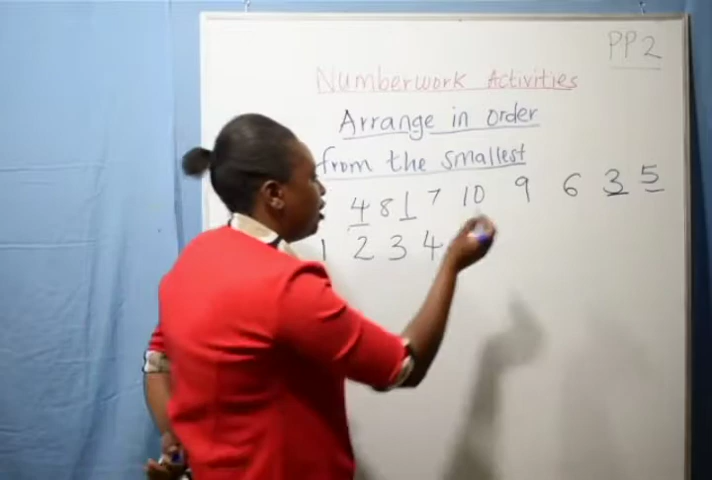 PP2
Numberwork Activities
Arrange in order
from the smallest
4 8 1 7 10 9 6 3 5
1 2 3 4